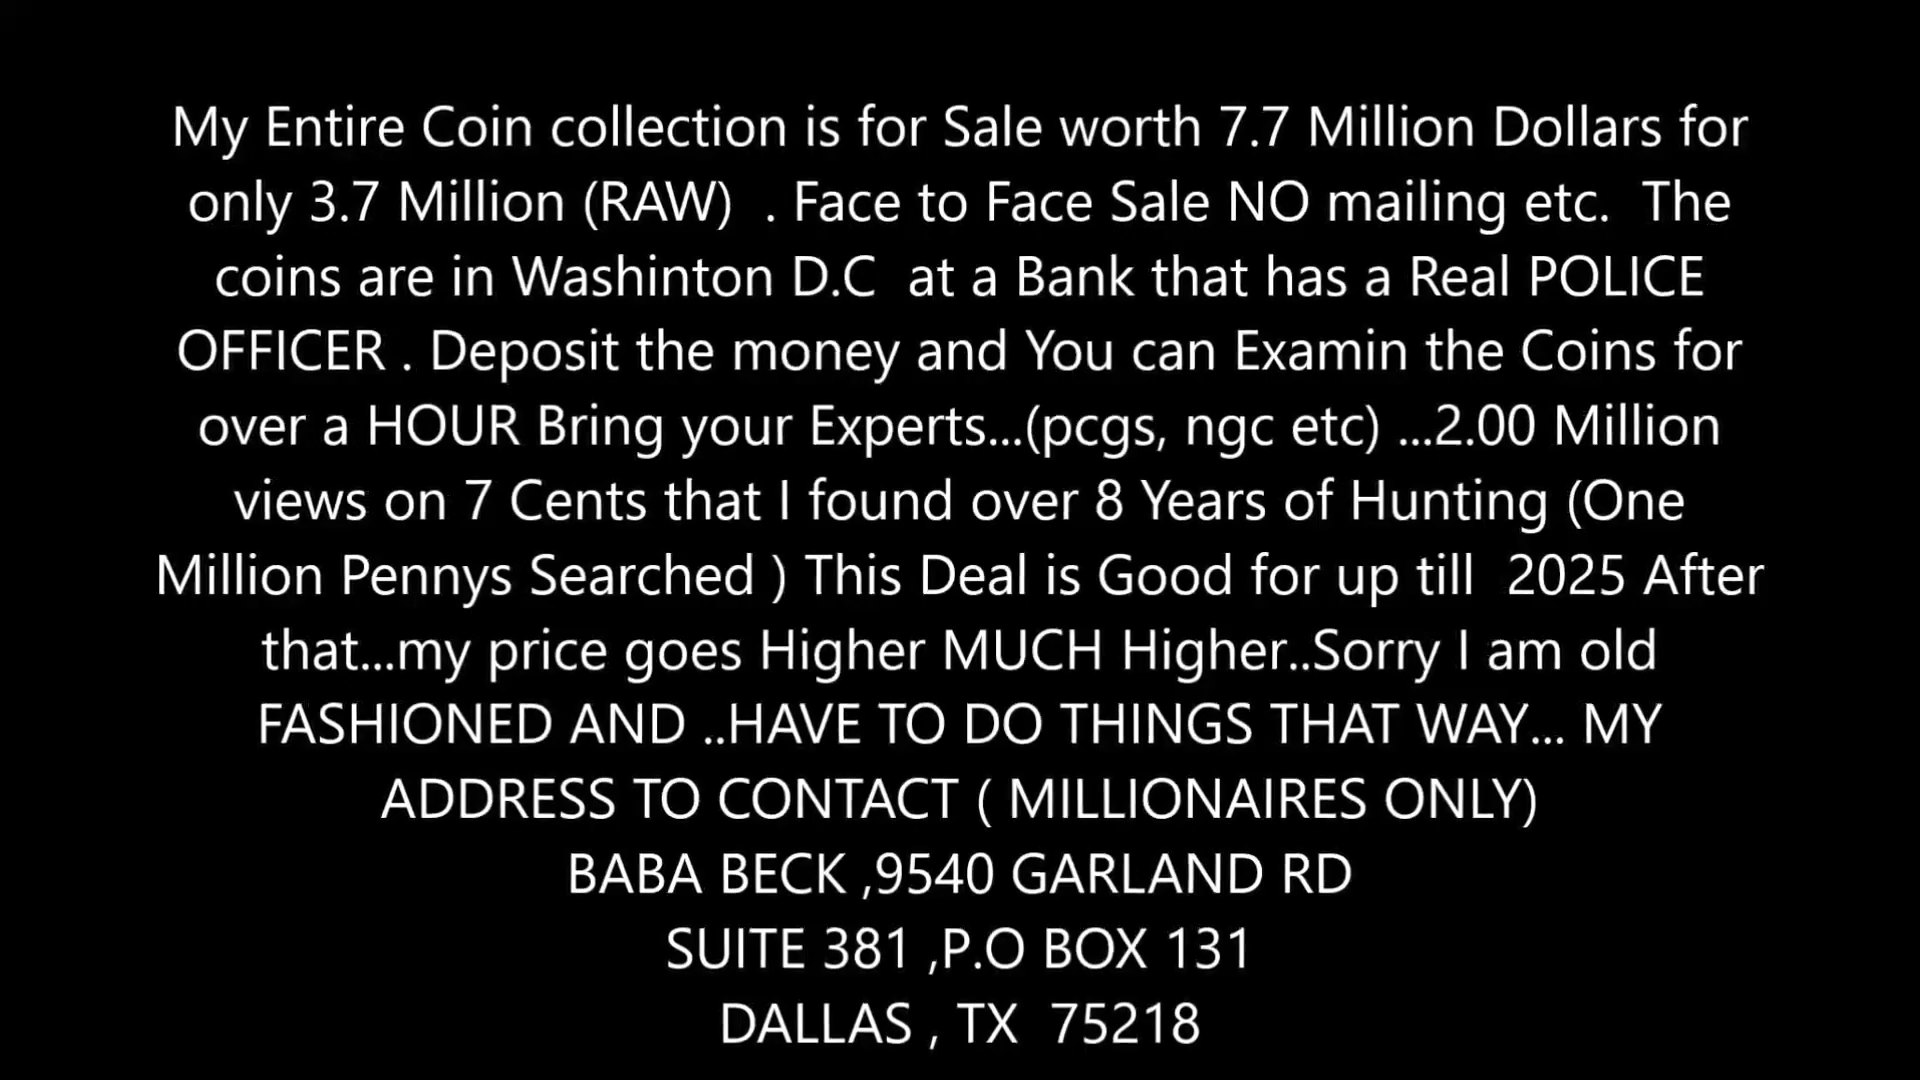 My Entire Coin collection is for Sale worth 7.7 Million Dollars for
only 3.7 Million (RAW)  . Face to Face Sale NO mailing etc.  The
coins are in Washinton D.C  at a Bank that has a Real POLICE
OFFICER . Deposit the money and You can Examin the Coins for
over a HOUR Bring your Experts...(pcgs, ngc etc) ...2.00 Million
views on 7 Cents that I found over 8 Years of Hunting (One
Million Pennys Searched ) This Deal is Good for up till  2025 After
that...my price goes Higher MUCH Higher..Sorry I am old
FASHIONED AND ..HAVE TO DO THINGS THAT WAY... MY
ADDRESS TO CONTACT ( MILLIONAIRES ONLY)
BABA BECK ,9540 GARLAND RD
SUITE 381 ,P.O BOX 131
DALLAS , TX  75218